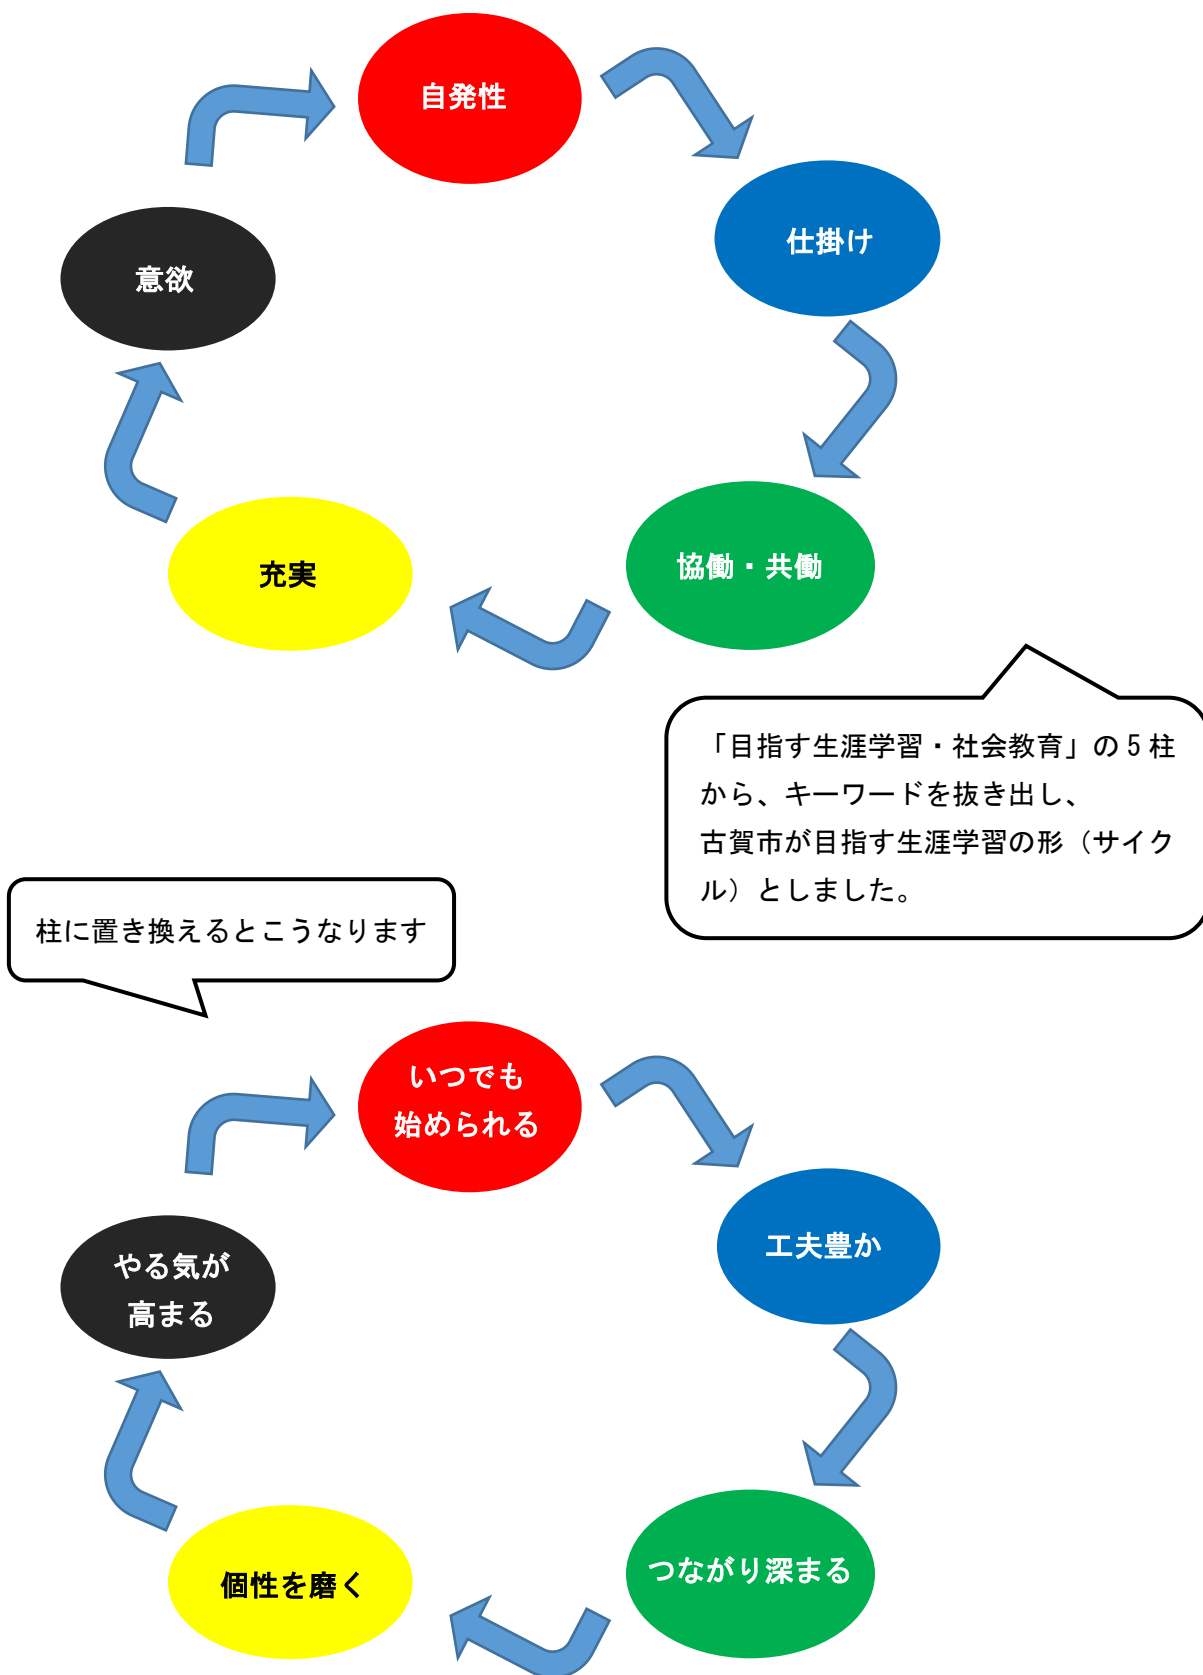 自発性
仕掛け
意欲
協働・共働
充実
「目指す生涯学習・社会教育」の5柱
から、キーワードを抜き出し、
古賀市が目指す生涯学習の形（サイク
ル）としました。
柱に置き換えるとこうなります
いつでも
始められる
工夫豊か
やる気が
高まる
つながり深まる
個性を磨く